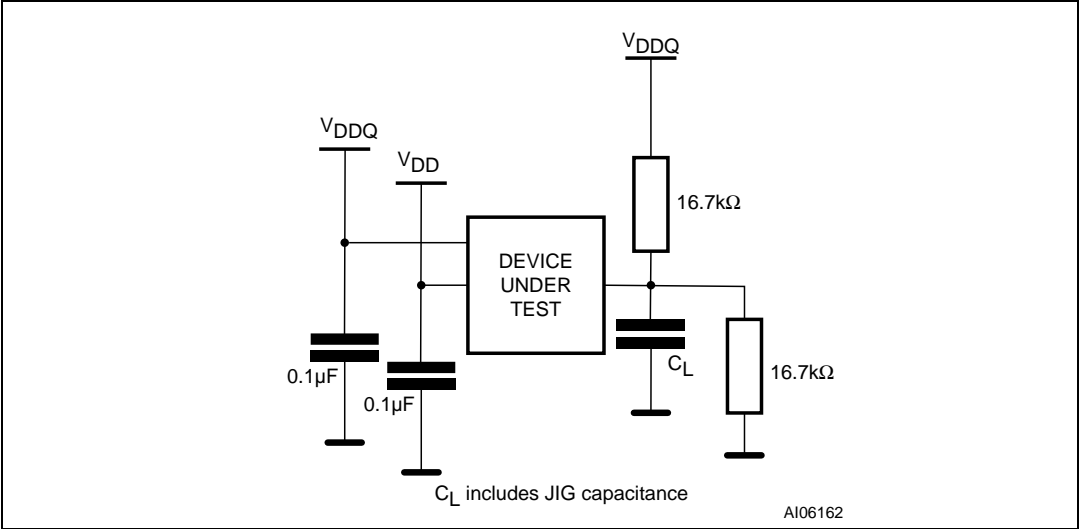 VDDQ
VDDQ
VDD
16.7kΩ
DEVICE
UNDER
TEST
CL
0.1µF
16.7kΩ
0.1µF
CL includes JIG capacitance
AI06162